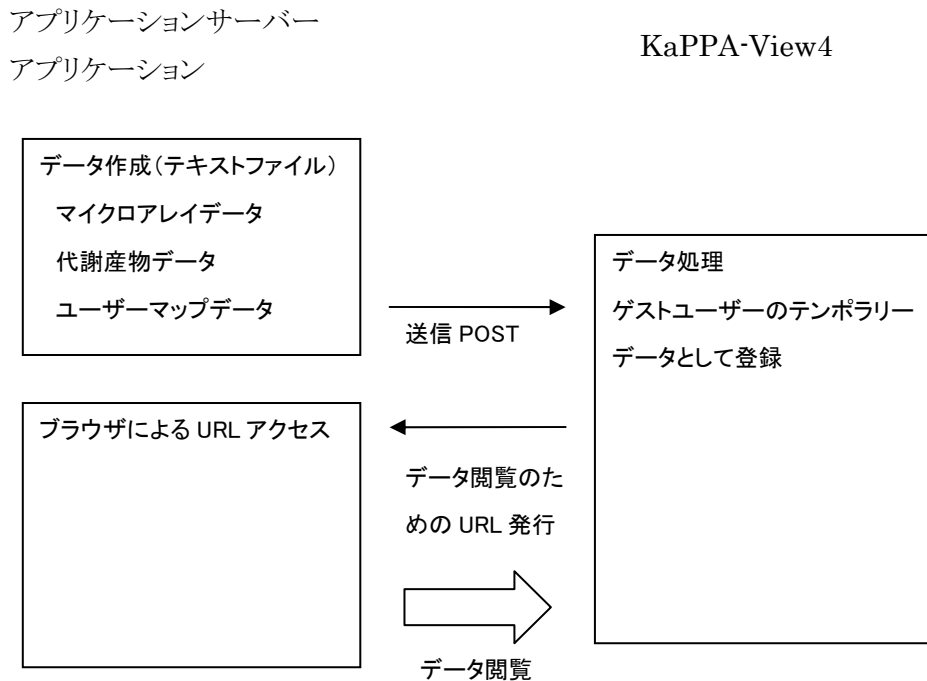 アプリケーションサーバー
アプリケーション
KaPPA-View4
データ作成(テキストファイル)
マイクロアレイデータ
代謝産物データ
ユーザーマップデータ
送信 POST
データ処理
ゲストユーザーのテンポラリー
データとして登録
ブラウザによる URL アクセス
データ閲覧のた
めの URL 発行
データ閲覧